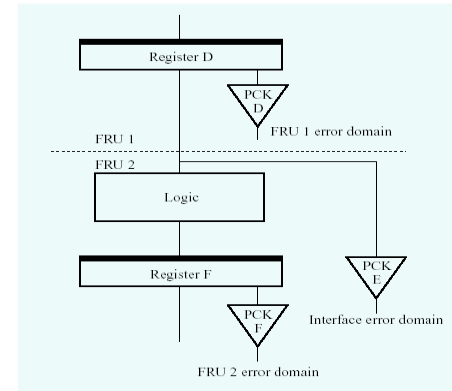 Register D
PCK
D
FRU 1 error domain
FRU 1
FRU 2
Logic
Register F
PCK
E
PCK
F
Interface error domain
FRU 2 error domain